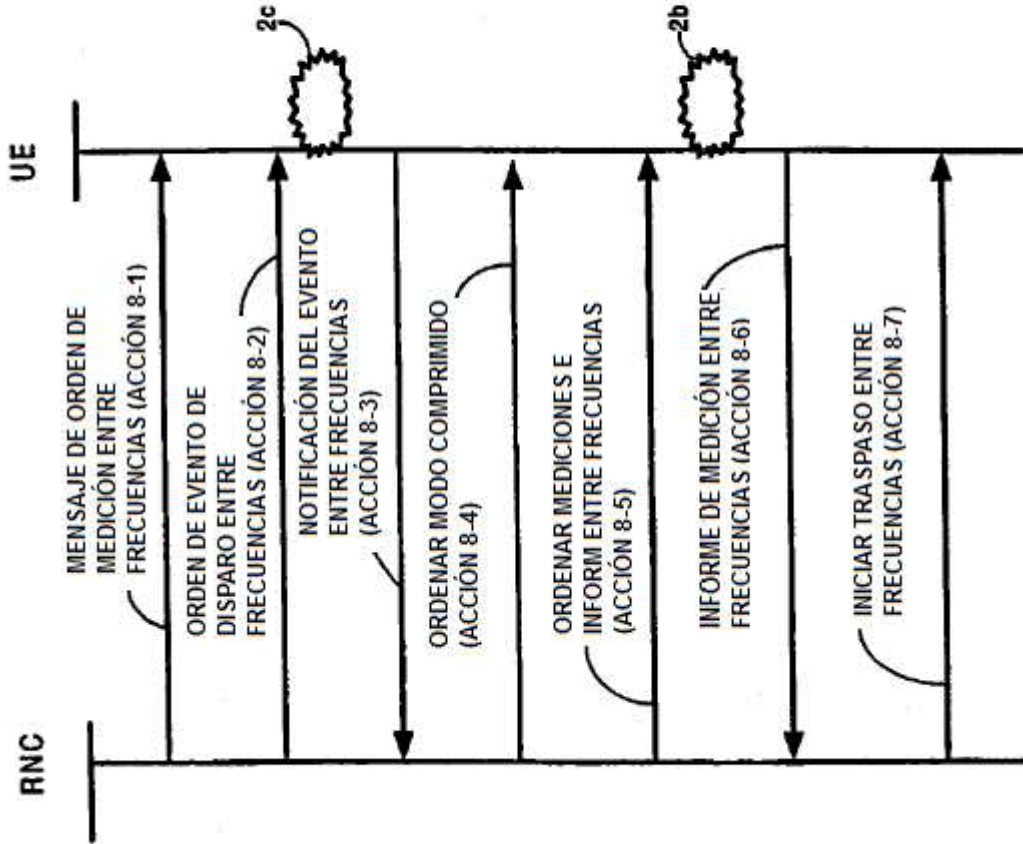 RNC
UE
MENSAJE DE ORDEN DE
MEDICIÓN ENTRE
FRECUENCIAS (ACCIÓN 8-1)
ORDEN DE EVENTO DE
DISPARO ENTRE
FRECUENCIAS (ACCIÓN 8-2)
2c
NOTIFICACIÓN DEL EVENTO
ENTRE FRECUENCIAS
(ACCIÓN 8-3)
ORDENAR MODO COMPRIMIDO
(ACCIÓN 8-4)
ORDENAR MEDICIONES E
INFORM ENTRE FRECUENCIAS
(ACCIÓN 8-5)
2b
INFORME DE MEDICIÓN ENTRE
FRECUENCIAS (ACCIÓN 8-6)
INICIAR TRASPASO ENTRE
FRECUENCIAS (ACCIÓN 8-7)